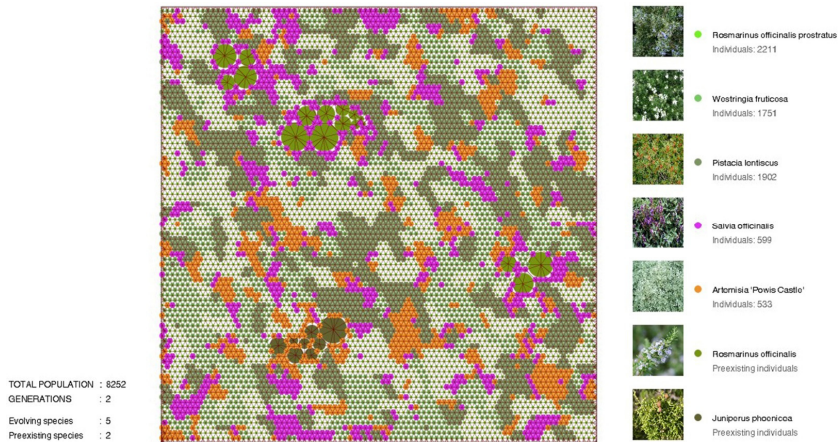 Rosmarinus officinalis prostratus
Individuals: 2211
Westringia fruticosa
Individuals: 1751
Pistacia lentiscus
Individuals: 1902
Salvia officinalis
Individuals: 599
Artemisia 'Powis Castle'
Individuals: 533
Rosmarinus officinalis
Preexisting individuals
Juniperus phoenicea
Preexisting individuals
TOTAL POPULATION : 8252
GENERATIONS : 2
Evolving species : 5
Preexisting species : 2